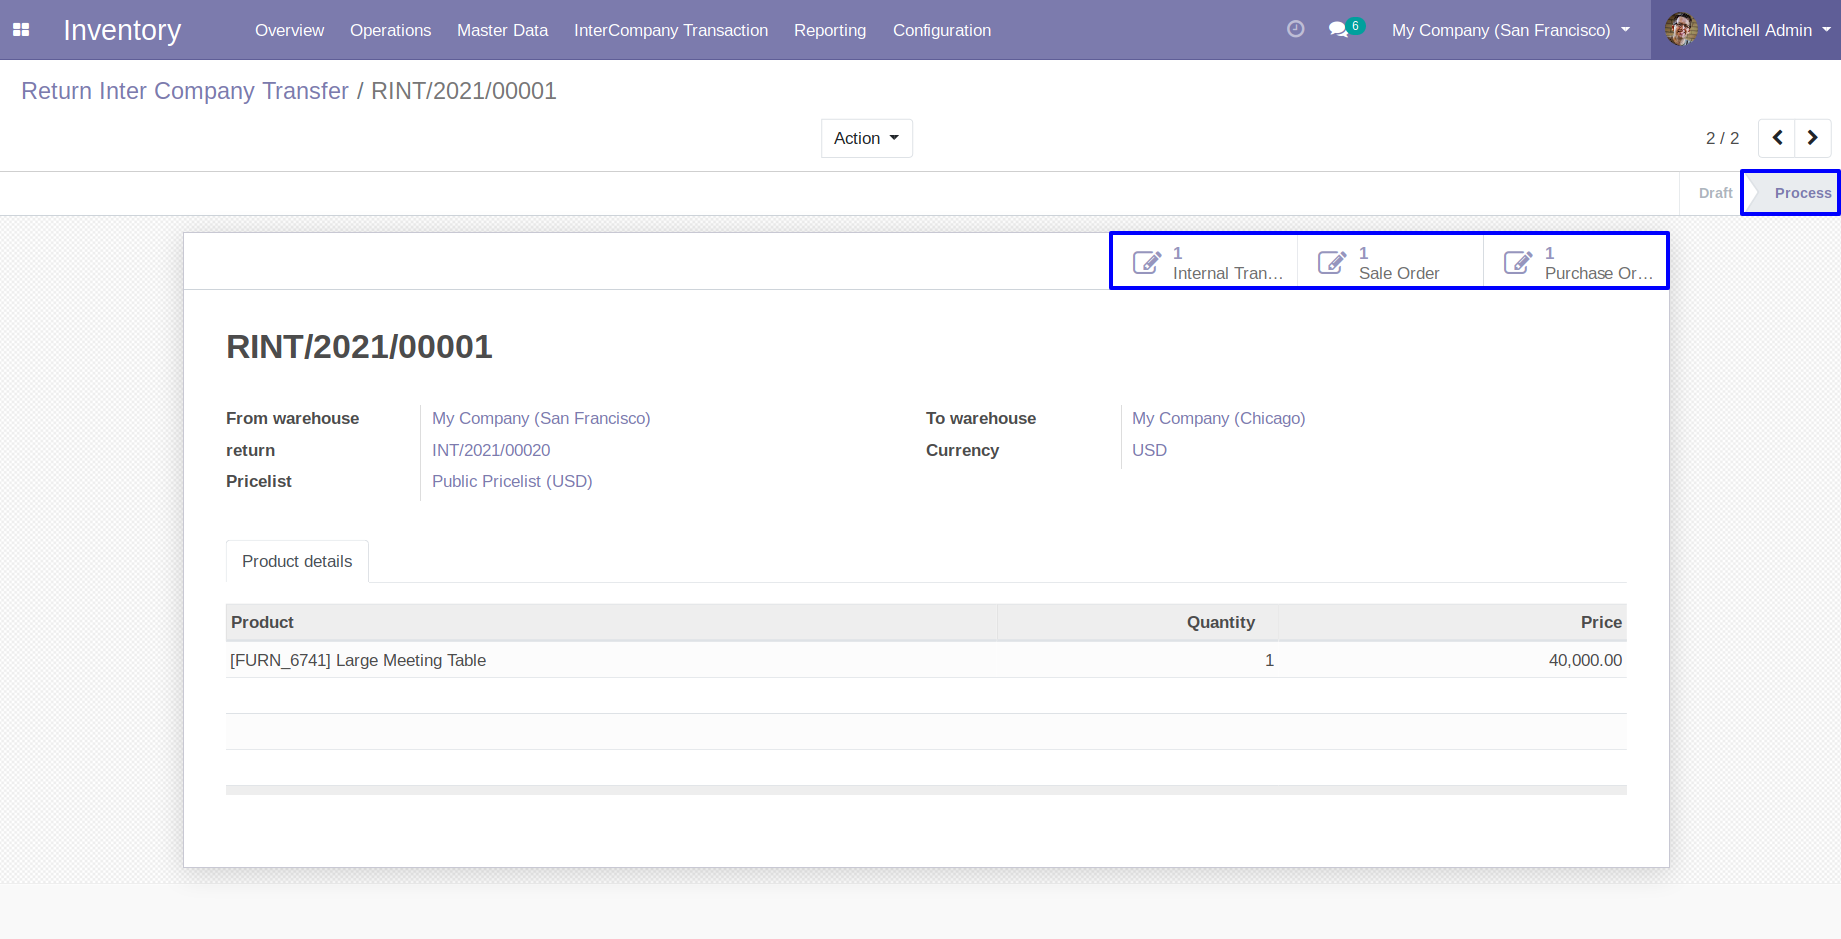 Inventory Overview Operations Master Data InterCompany Transaction Reporting Configuration 6 My Company (San Francisco) Mitchell Admin
Return Inter Company Transfer / RINT/2021/00001
Action 2 / 2
Draft Process
1 1 1
Internal Tran... Sale Order Purchase Or...
RINT/2021/00001
From warehouse My Company (San Francisco) To warehouse My Company (Chicago)
return INT/2021/00020 Currency USD
Pricelist Public Pricelist (USD)
Product details
Product Quantity Price
[FURN_6741] Large Meeting Table 1 40,000.00